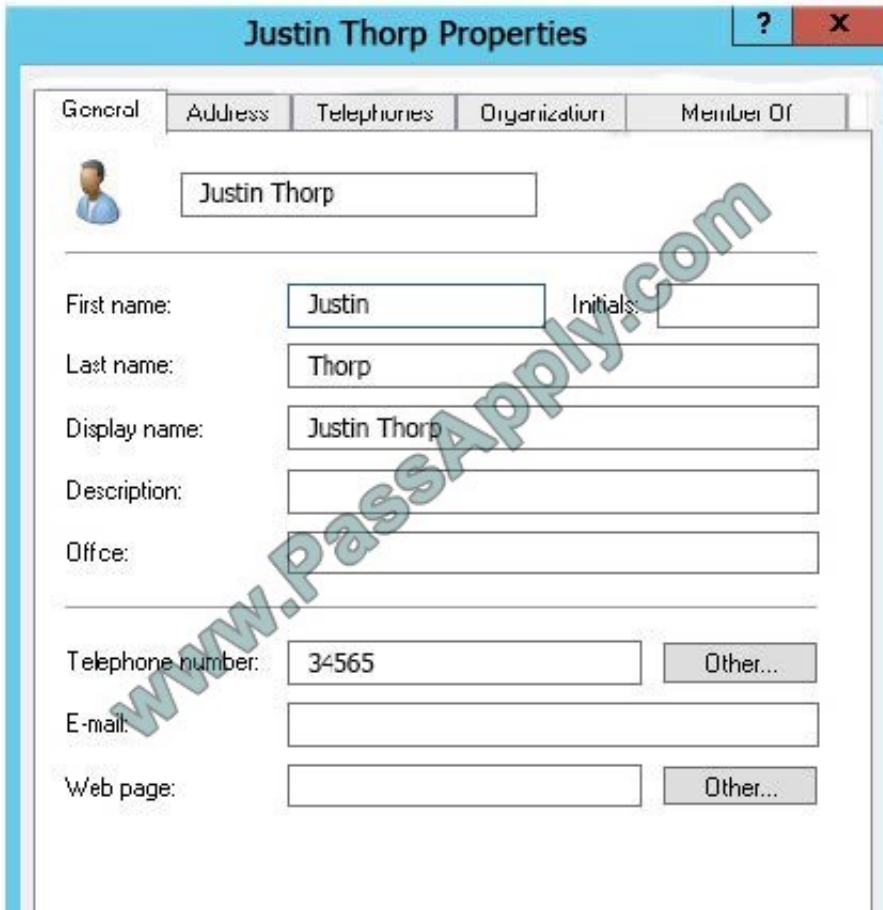 Justin Thorp Properties
? x
General Address Telephones Organization Member Of
Justin Thorp
First name: Justin Initials:
Last name: Thorp
Display name: Justin Thorp
Description:
Office:
Telephone number: 34565 Other...
E-mail:
Web page: Other...
www.PassApply.com